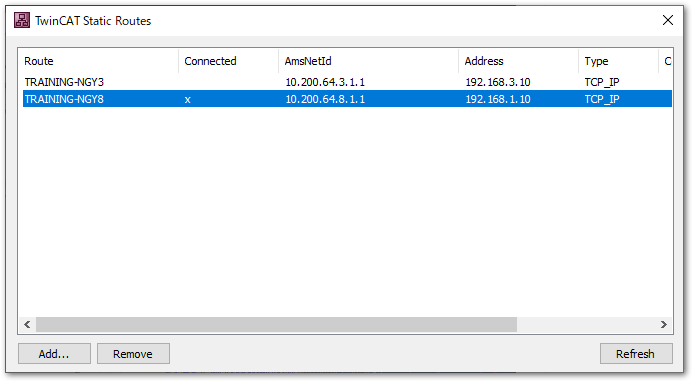 TwinCAT Static Routes
Route Connected AmsNetId Address Type C
TRAINING-NGY3 10.200.64.3.1.1 192.168.3.10 TCP_IP
TRAINING-NGY8 x 10.200.64.8.1.1 192.168.1.10 TCP_IP
Add... Remove Refresh